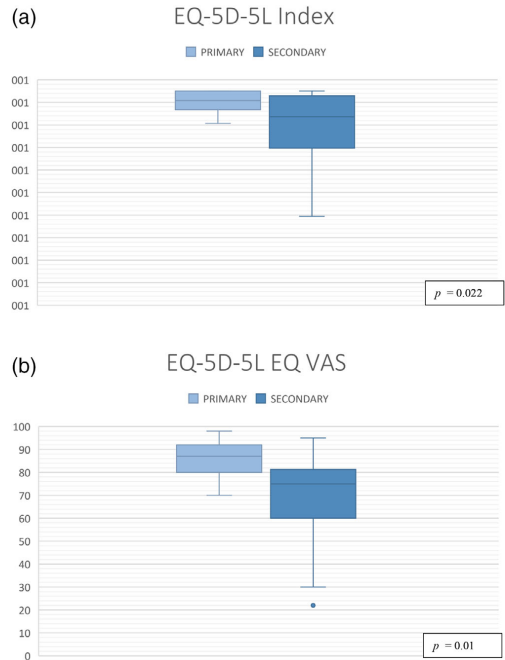 (a)
EQ-5D-5L Index
PRIMARY SECONDARY
001
001
001
001
001
001
001
001
001
001
001
p = 0.022
(b)
EQ-5D-5L EQ VAS
PRIMARY SECONDARY
100
90
80
70
60
50
40
30
20
10
0
p = 0.01